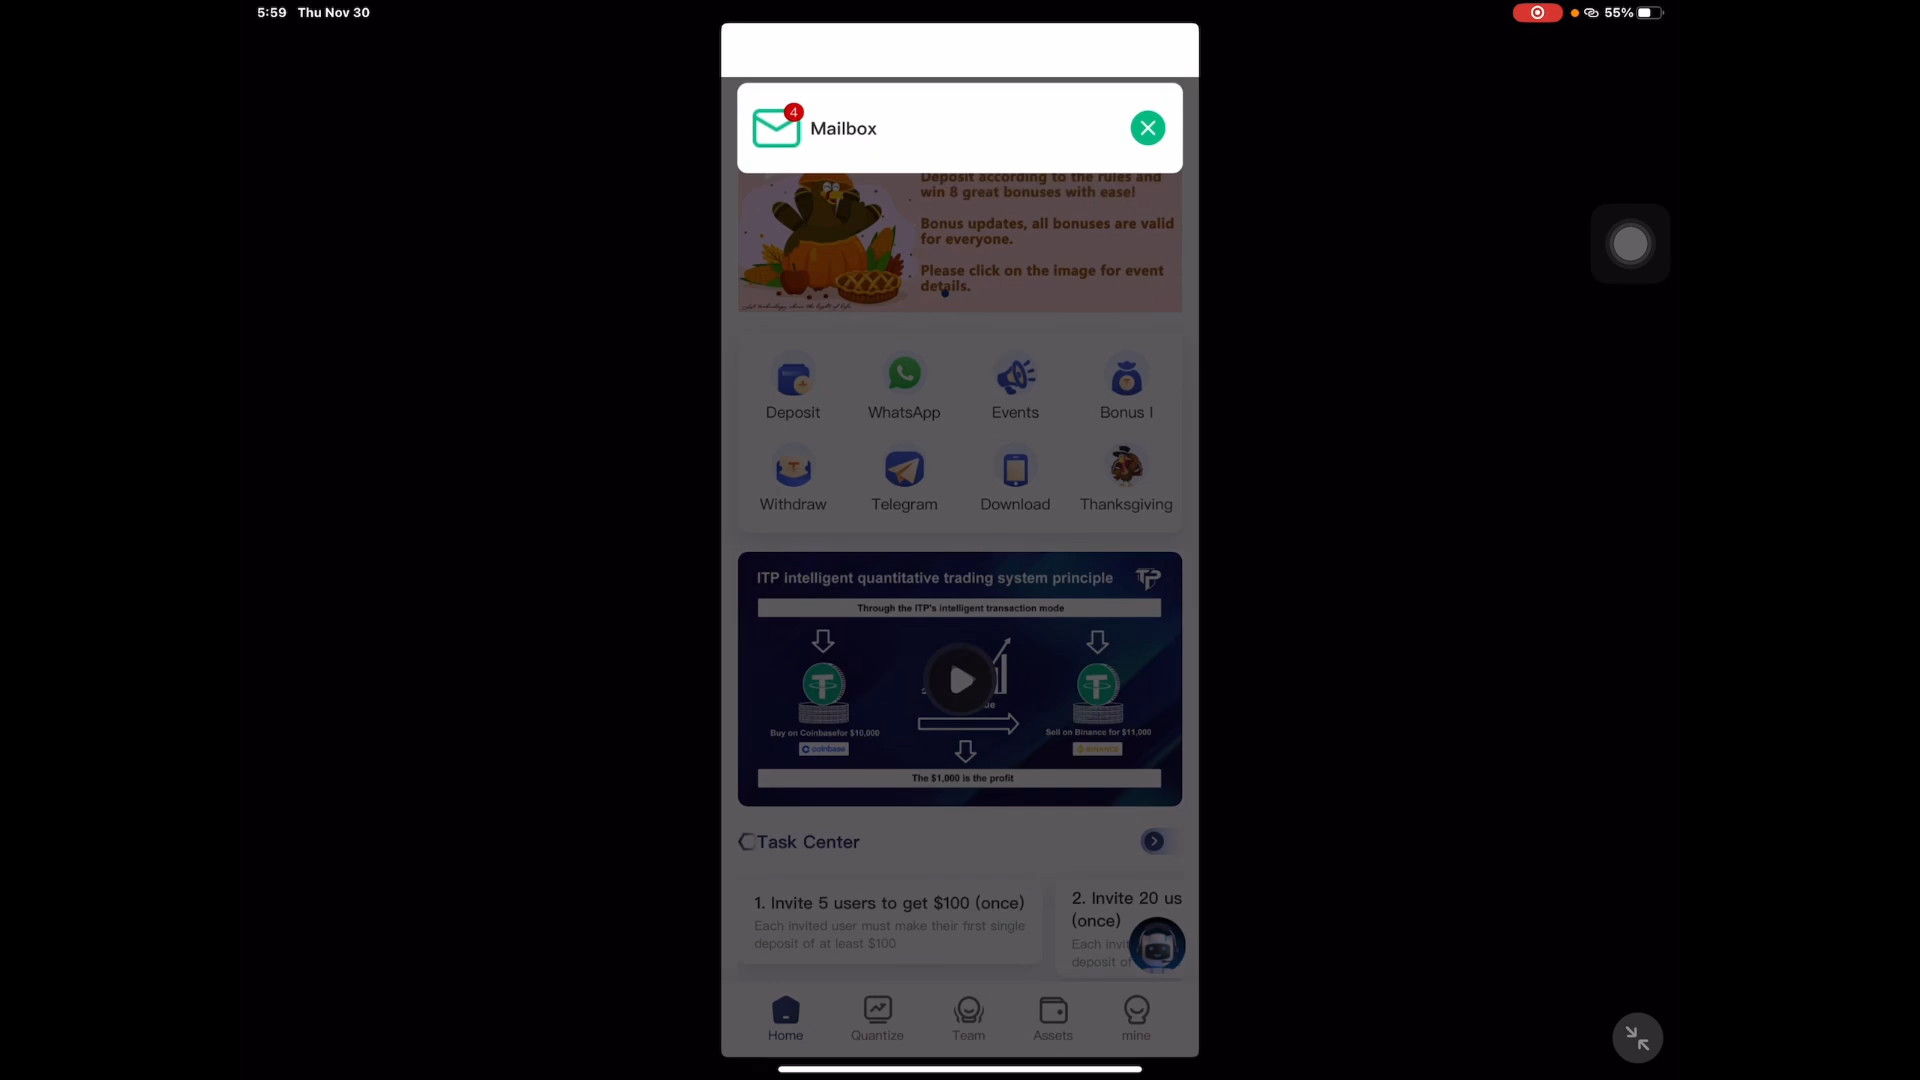 5:59 Thu Nov 30
55%
4
Mailbox
Deposit according to the rules and
win 8 great bonuses with ease!
Bonus updates, all bonuses are valid
for everyone.
Please click on the image for event
details.
Deposit
WhatsApp
Events
Bonus I
Withdraw
Telegram
Download
Thanksgiving
ITP intelligent quantitative trading system principle
Through the ITP's intelligent transaction mode
Buy on Coinbasefor $10,000
coinbase
Sell on Binance for $11,000
BINANCE
The $1,000 is the profit
Task Center
1. Invite 5 users to get $100 (once)
Each invited user must make their first single
deposit of at least $100
2. Invite 20 us
(once)
Each invit
deposit of
Home
Quantize
Team
Assets
mine